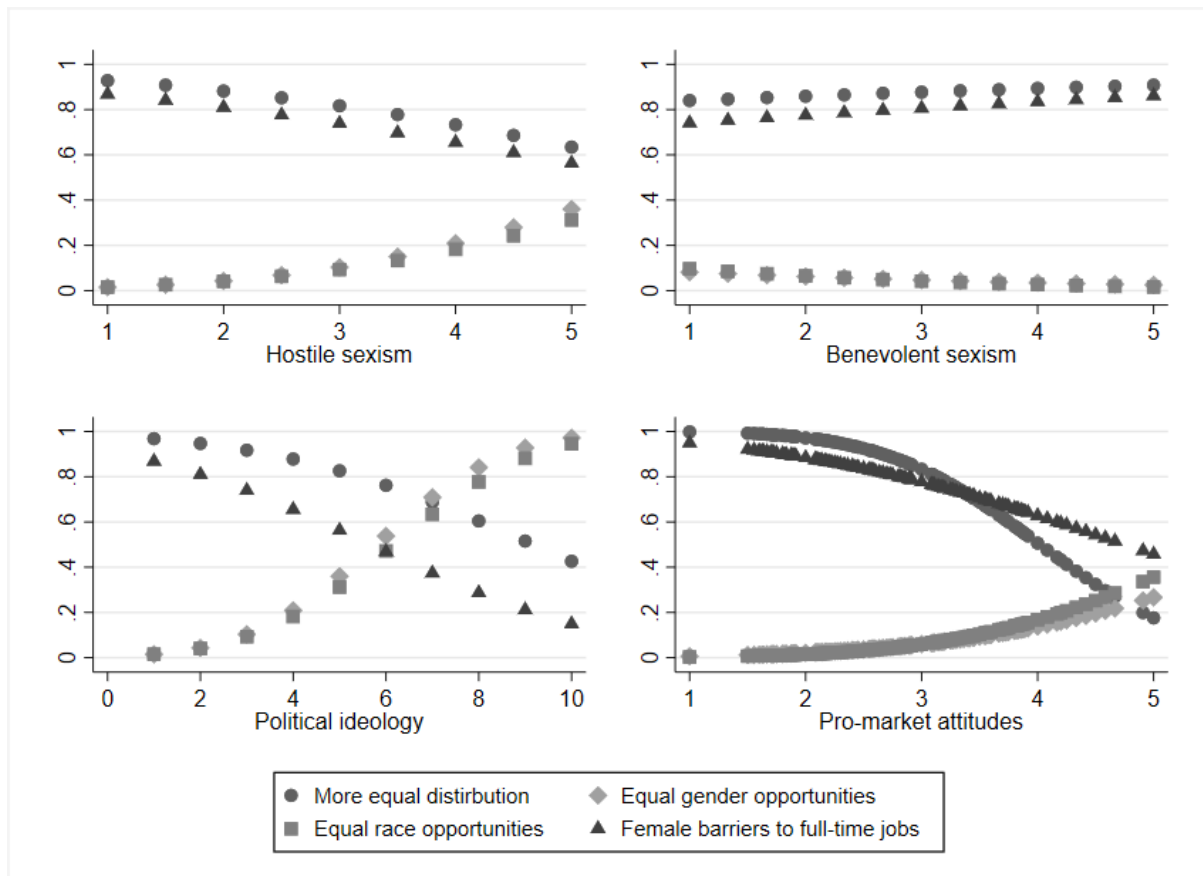 0 .2 .4 .6 .8 1
1 2 3 4 5
Hostile sexism
0 .2 .4 .6 .8 1
1 2 3 4 5
Benevolent sexism
0 .2 .4 .6 .8 1
0 2 4 6 8 10
Political ideology
0 .2 .4 .6 .8 1
1 2 3 4 5
Pro-market attitudes
More equal distirbution
Equal gender opportunities
Equal race opportunities
Female barriers to full-time jobs